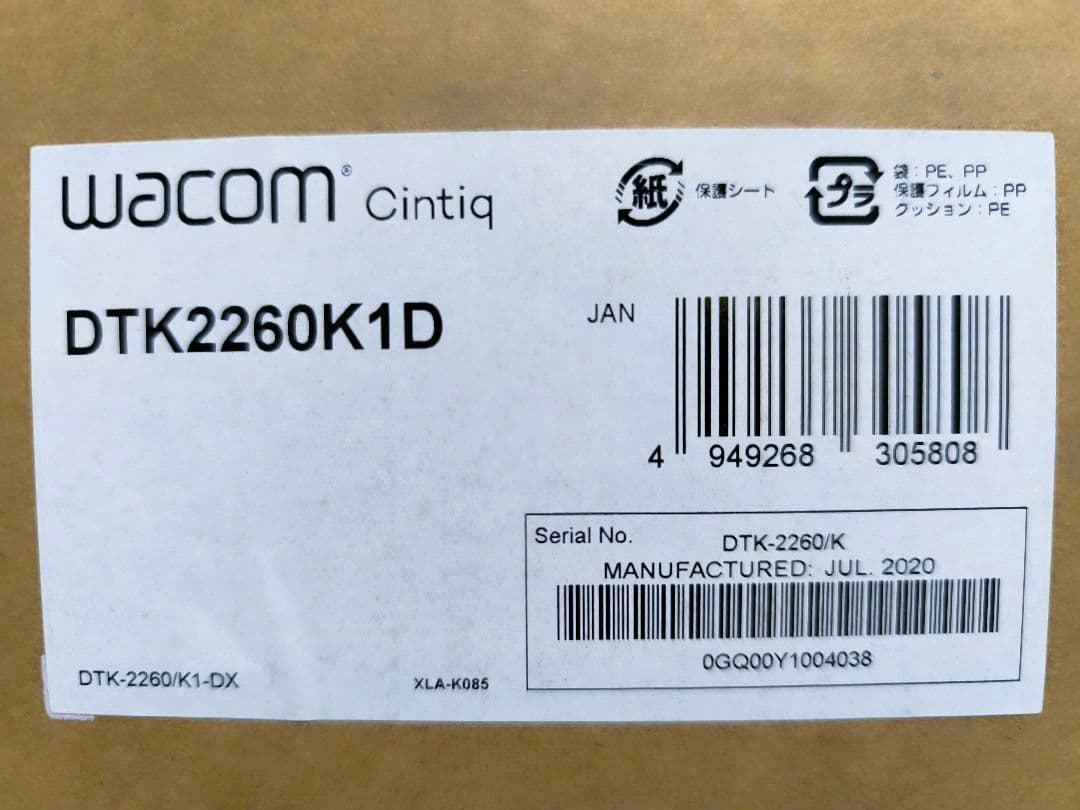 wacom® Cintiq
紙 保護シート
プラ 袋：PE、PP
保護フィルム：PP
クッション：PE
DTK2260K1D
JAN
4 949268 305808
Serial No.
DTK-2260/K
MANUFACTURED: JUL. 2020
0GQ00Y1004038
DTK-2260/K1-DX
XLA-K085